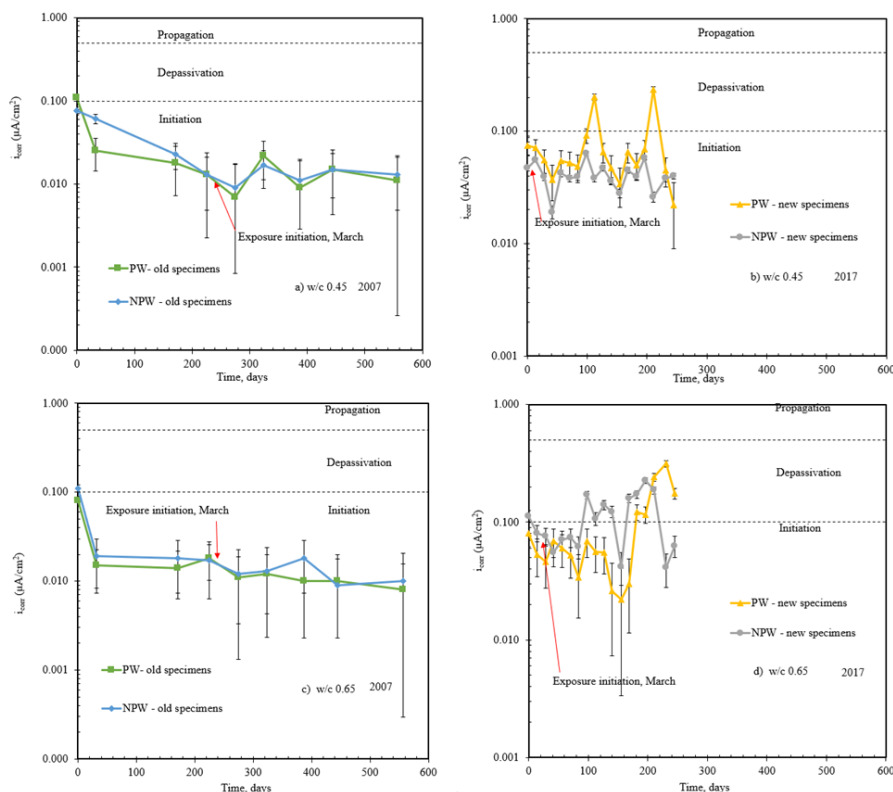 1.000
0.100
0.010
0.001
0.000
i corr (µA/cm²)
Propagation
Depassivation
Initiation
Exposure initiation, March
PW- old specimens
NPW - old specimens
a) w/c 0.45 2007
0 100 200 300 400 500 600
Time, days
1.000
0.100
0.010
0.001
i corr (µA/cm²)
Propagation
Depassivation
Initiation
Exposure initiation, March
PW - new specimens
NPW - new specimens
b) w/c 0.45 2017
0 100 200 300 400 500 600
Time, days
1.000
0.100
0.010
0.001
0.000
i corr (µA/cm²)
Propagation
Depassivation
Exposure initiation, March
Initiation
PW- old specimens
NPW - old specimens
c) w/c 0.65 2007
0 100 200 300 400 500 600
Time, days
1.000
0.100
0.010
0.001
i corr (µA/cm²)
Propagation
Depassivation
Initiation
PW - new specimens
NPW - new specimens
Exposure initiation, March
d) w/c 0.65 2017
0 100 200 300 400 500 600
Time, days